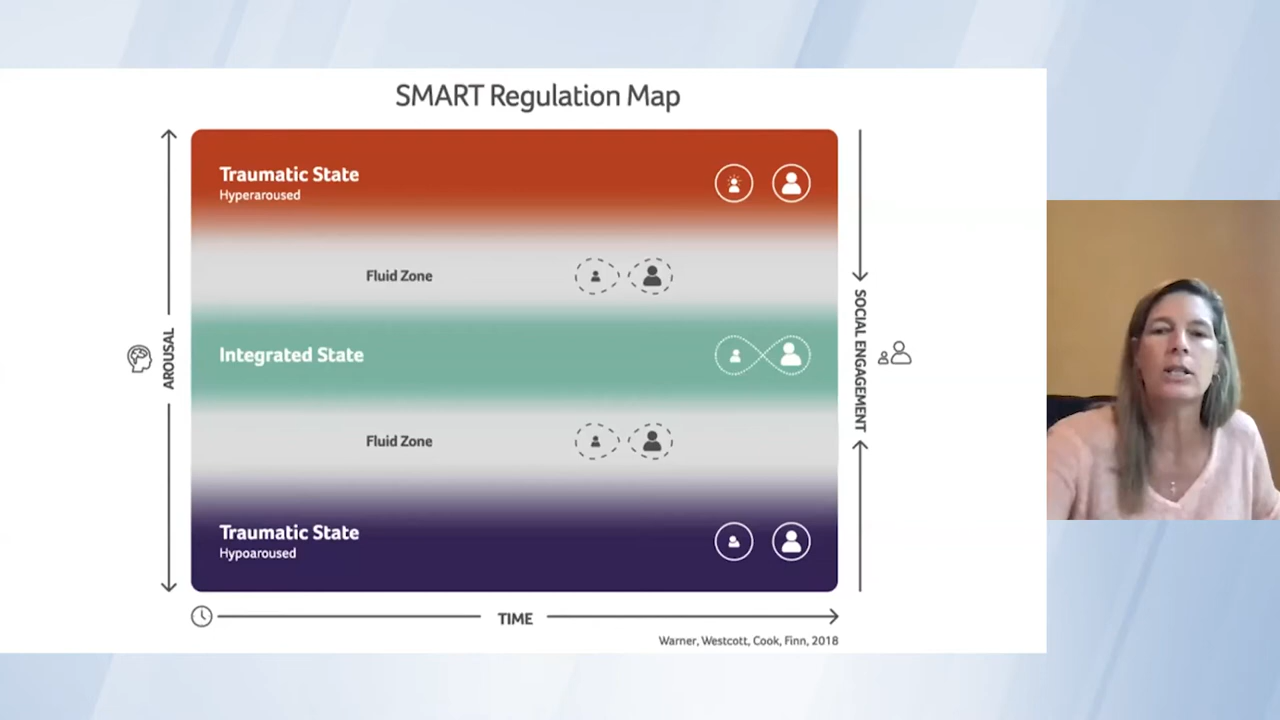 SMART Regulation Map
Traumatic State
Hyperaroused
Fluid Zone
Integrated State
Fluid Zone
Traumatic State
Hypoaroused
AROUSAL
SOCIAL ENGAGEMENT
TIME
Warner, Westcott, Cook, Finn, 2018